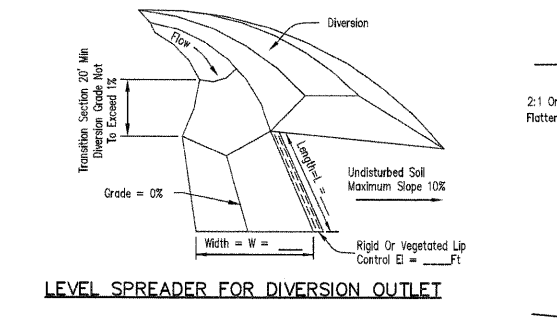 Diversion
Flow
Transition Section 20' Min
Diversion Grade Not
To Exceed 1%
2:1 Or
Flatter
Length=L = __
Undisturbed Soil
Maximum Slope 10%
Grade = 0%
Width = W = ___
Rigid Or Vegetated Lip
Control El = ____Ft
LEVEL SPREADER FOR DIVERSION OUTLET